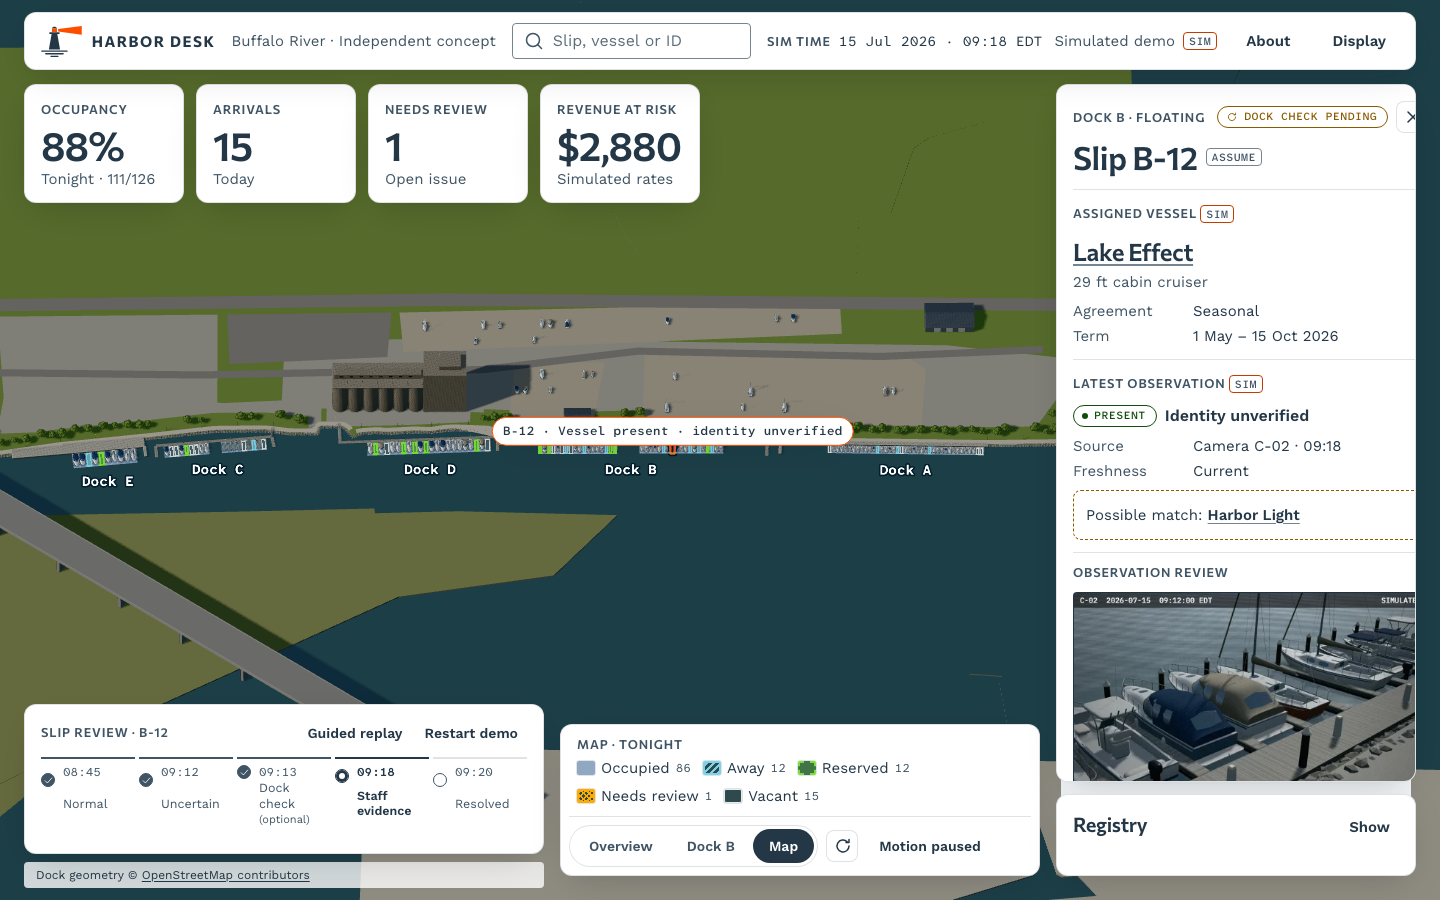 HARBOR DESK
Buffalo River · Independent concept
Slip, vessel or ID
SIM TIME 15 Jul 2026 · 09:18 EDT
Simulated demo SIM
About
Display
OCCUPANCY
88%
Tonight · 111/126
ARRIVALS
15
Today
NEEDS REVIEW
1
Open issue
REVENUE AT RISK
$2,880
Simulated rates
DOCK B · FLOATING
DOCK CHECK PENDING
Slip B-12 ASSUME
ASSIGNED VESSEL SIM
Lake Effect
29 ft cabin cruiser
Agreement Seasonal
Term 1 May – 15 Oct 2026
LATEST OBSERVATION SIM
PRESENT Identity unverified
Source Camera C-02 · 09:18
Freshness Current
Possible match: Harbor Light
OBSERVATION REVIEW
C-02 2026-07-15 09:12:00 EDT SIMULATE
B-12 · Vessel present · identity unverified
Dock E
Dock C
Dock D
Dock B
Dock A
SLIP REVIEW · B-12
Guided replay
Restart demo
08:45
Normal
09:12
Uncertain
09:13
Dock
check
(optional)
09:18
Staff
evidence
09:20
Resolved
Dock geometry © OpenStreetMap contributors
MAP · TONIGHT
Occupied 86 Away 12 Reserved 12
Needs review 1 Vacant 15
Overview Dock B Map Motion paused
Registry
Show